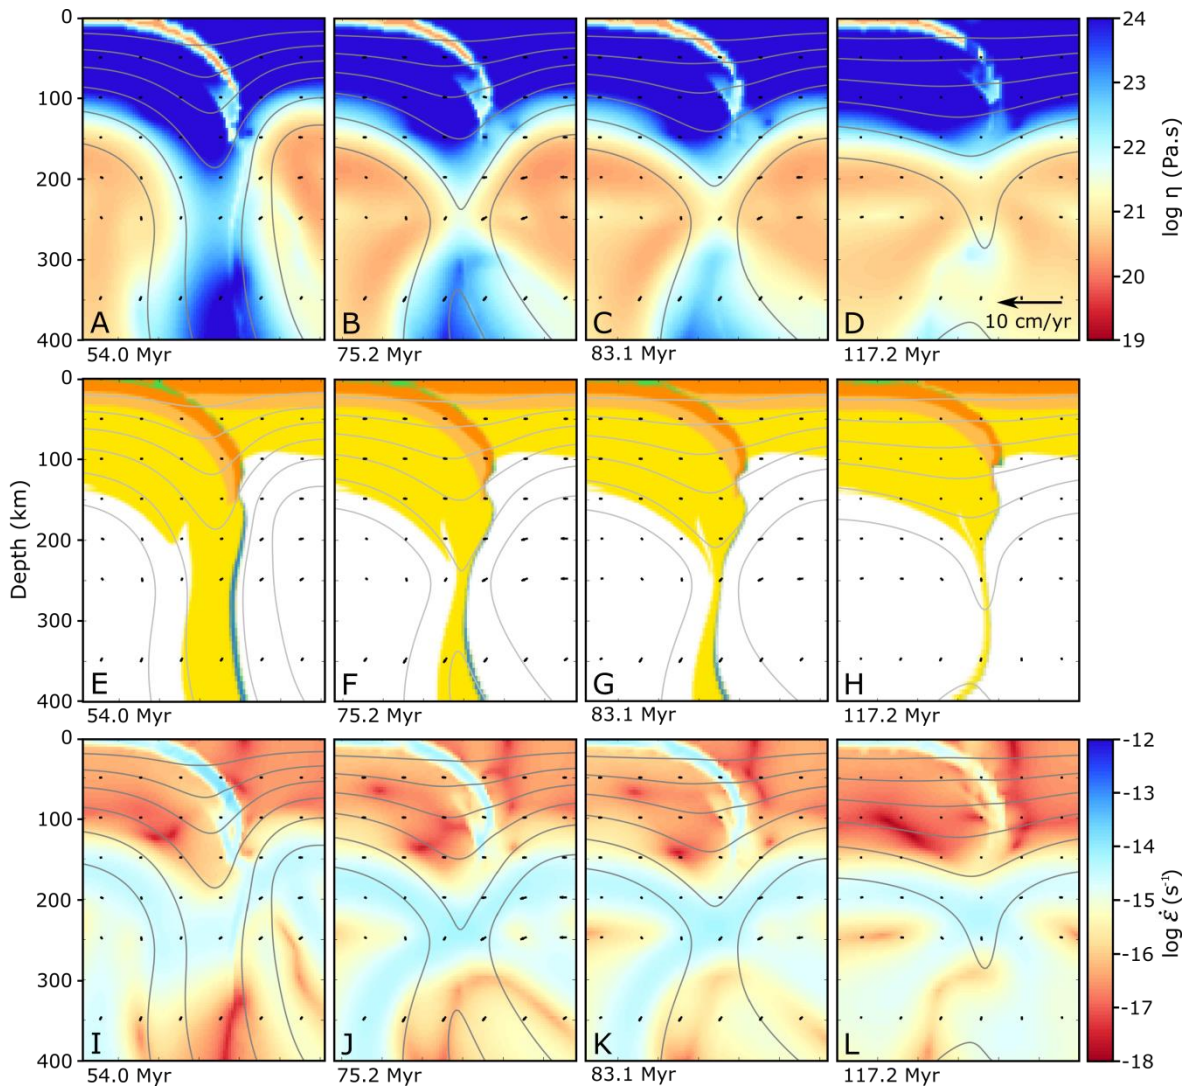 0
100
200
300
400
A
B
C
D
10 cm/yr
54.0 Myr
75.2 Myr
83.1 Myr
117.2 Myr
24
23
22
21
20
19
log η (Pa.s)
Depth (km)
0
100
200
300
400
E
F
G
H
54.0 Myr
75.2 Myr
83.1 Myr
117.2 Myr
0
100
200
300
400
I
J
K
L
54.0 Myr
75.2 Myr
83.1 Myr
117.2 Myr
-12
-13
-14
-15
-16
-17
-18
log ε̇ (s⁻¹)